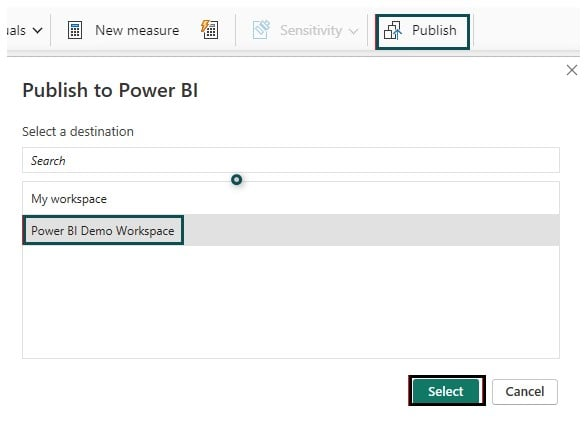 uals New measure Sensitivity Publish
Publish to Power BI
Select a destination
Search
My workspace
Power BI Demo Workspace
Select Cancel